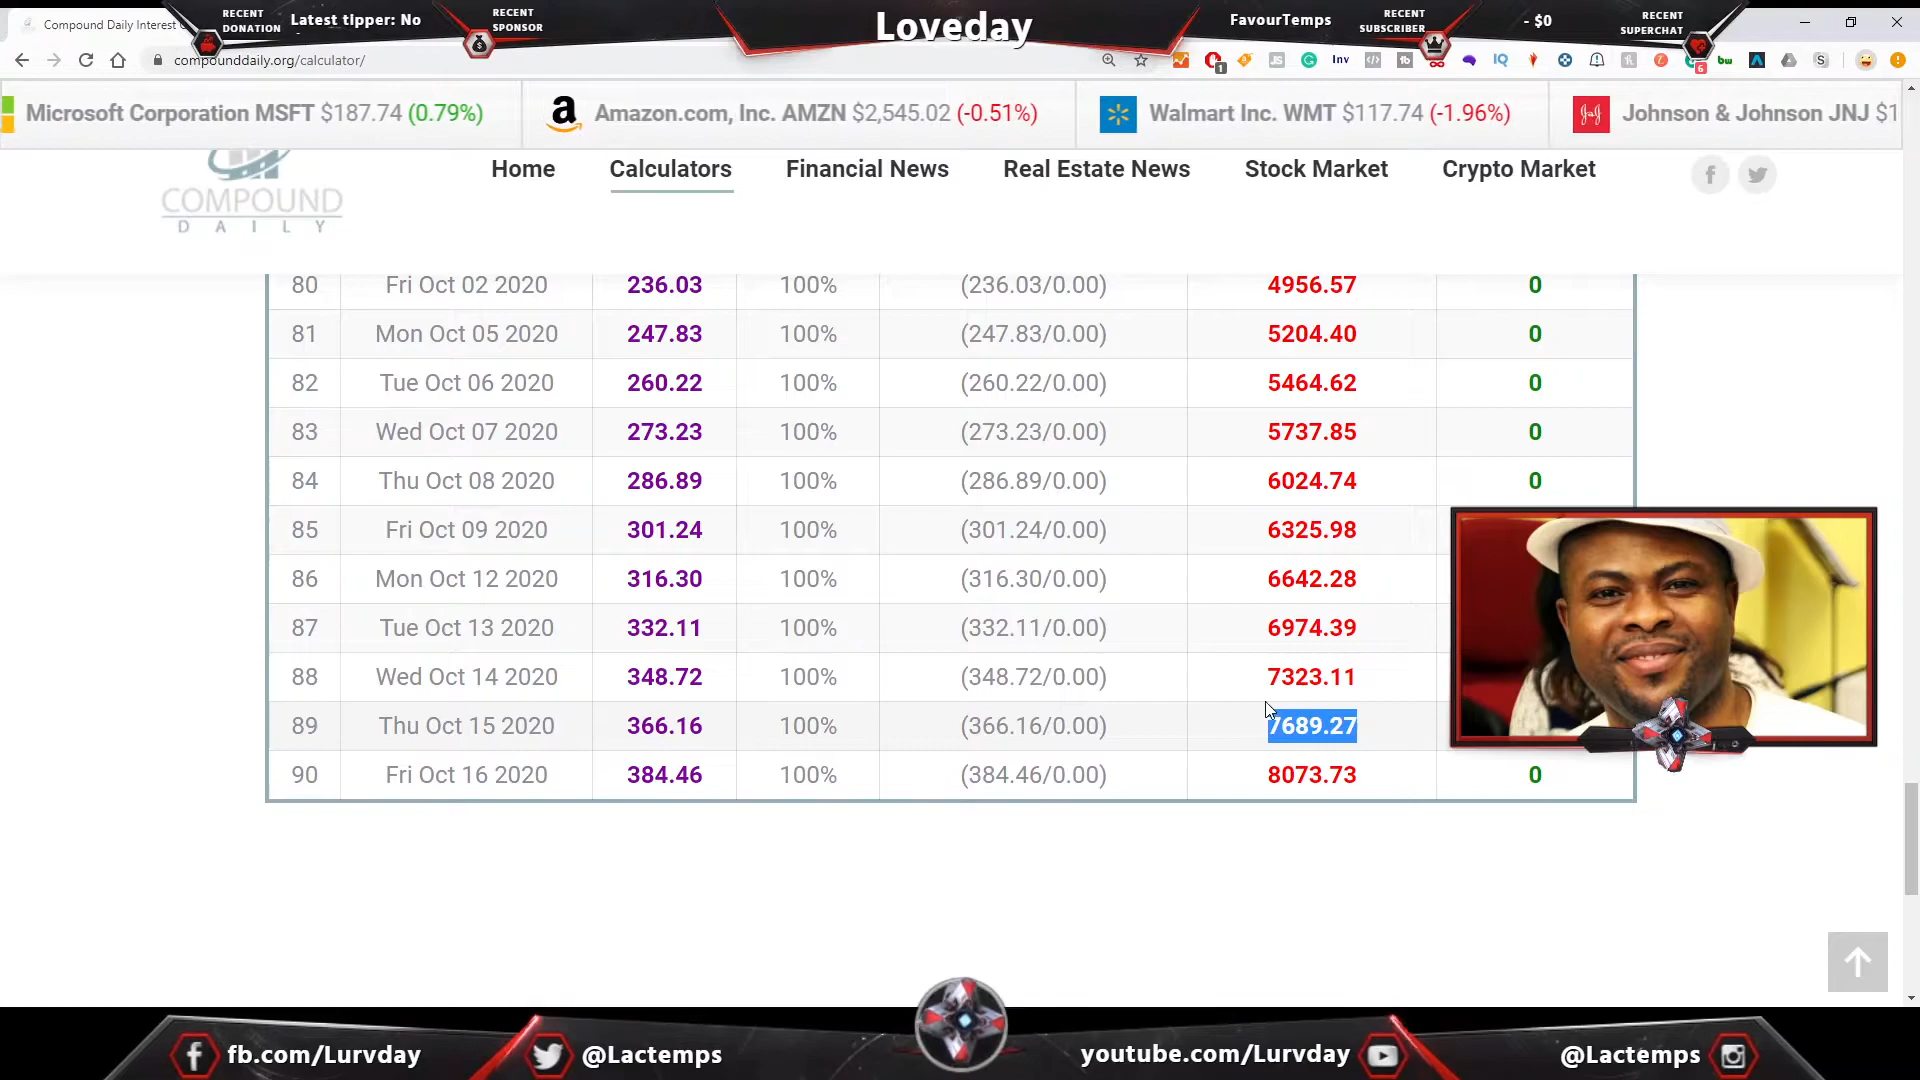 Compound Daily Interest
RECENT DONATION
Latest tipper: No
RECENT SPONSOR
Loveday
FavourTemps
RECENT SUBSCRIBER
- $0
RECENT SUPERCHAT
compounddaily.org/calculator/
Microsoft Corporation MSFT $187.74 (0.79%)
Amazon.com, Inc. AMZN $2,545.02 (-0.51%)
Walmart Inc. WMT $117.74 (-1.96%)
Johnson & Johnson JNJ $1
COMPOUND
DAILY
Home Calculators Financial News Real Estate News Stock Market Crypto Market
80 Fri Oct 02 2020 236.03 100% (236.03/0.00) 4956.57 0
81 Mon Oct 05 2020 247.83 100% (247.83/0.00) 5204.40 0
82 Tue Oct 06 2020 260.22 100% (260.22/0.00) 5464.62 0
83 Wed Oct 07 2020 273.23 100% (273.23/0.00) 5737.85 0
84 Thu Oct 08 2020 286.89 100% (286.89/0.00) 6024.74 0
85 Fri Oct 09 2020 301.24 100% (301.24/0.00) 6325.98
86 Mon Oct 12 2020 316.30 100% (316.30/0.00) 6642.28
87 Tue Oct 13 2020 332.11 100% (332.11/0.00) 6974.39
88 Wed Oct 14 2020 348.72 100% (348.72/0.00) 7323.11
89 Thu Oct 15 2020 366.16 100% (366.16/0.00) 7689.27
90 Fri Oct 16 2020 384.46 100% (384.46/0.00) 8073.73 0
fb.com/Lurvday
@Lactemps
youtube.com/Lurvday
@Lactemps